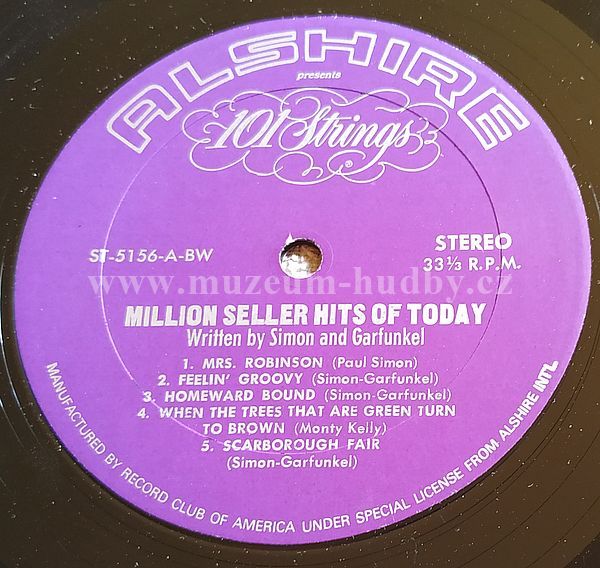 ALSHIRE
presents
101 Strings
®
ST-5156-A-BW
STEREO
33⅓ R.P.M.
www.muzeum-hudby.cz
MILLION SELLER HITS OF TODAY
Written by Simon and Garfunkel
1. MRS. ROBINSON (Paul Simon)
2. FEELIN' GROOVY (Simon-Garfunkel)
3. HOMEWARD BOUND (Simon-Garfunkel)
4. WHEN THE TREES THAT ARE GREEN TURN
TO BROWN (Monty Kelly)
5. SCARBOROUGH FAIR
(Simon-Garfunkel)
MANUFACTURED BY RECORD CLUB OF AMERICA UNDER SPECIAL LICENSE FROM ALSHIRE INT'L